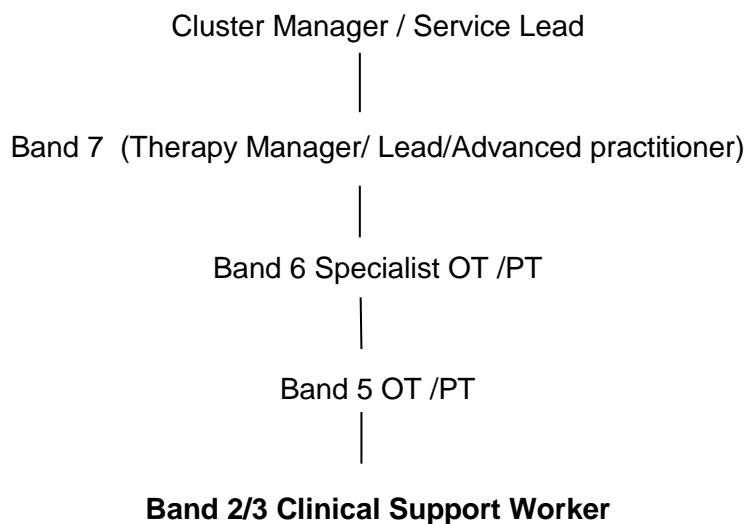 Cluster Manager / Service Lead
Band 7  (Therapy Manager/ Lead/Advanced practitioner)
Band 6 Specialist OT /PT
Band 5 OT /PT
Band 2/3 Clinical Support Worker